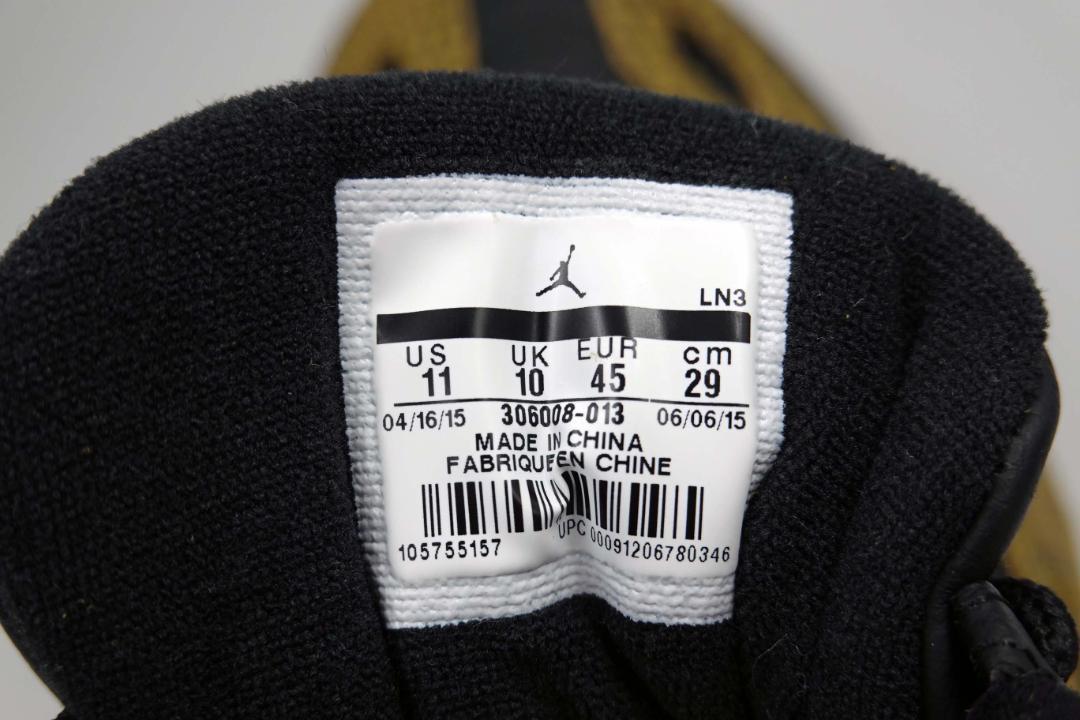 LN3
US UK EUR cm
11 10 45 29
04/16/15 306008-013 06/06/15
MADE IN CHINA
FABRIQUE EN CHINE
105755157 UPC 00091206780346